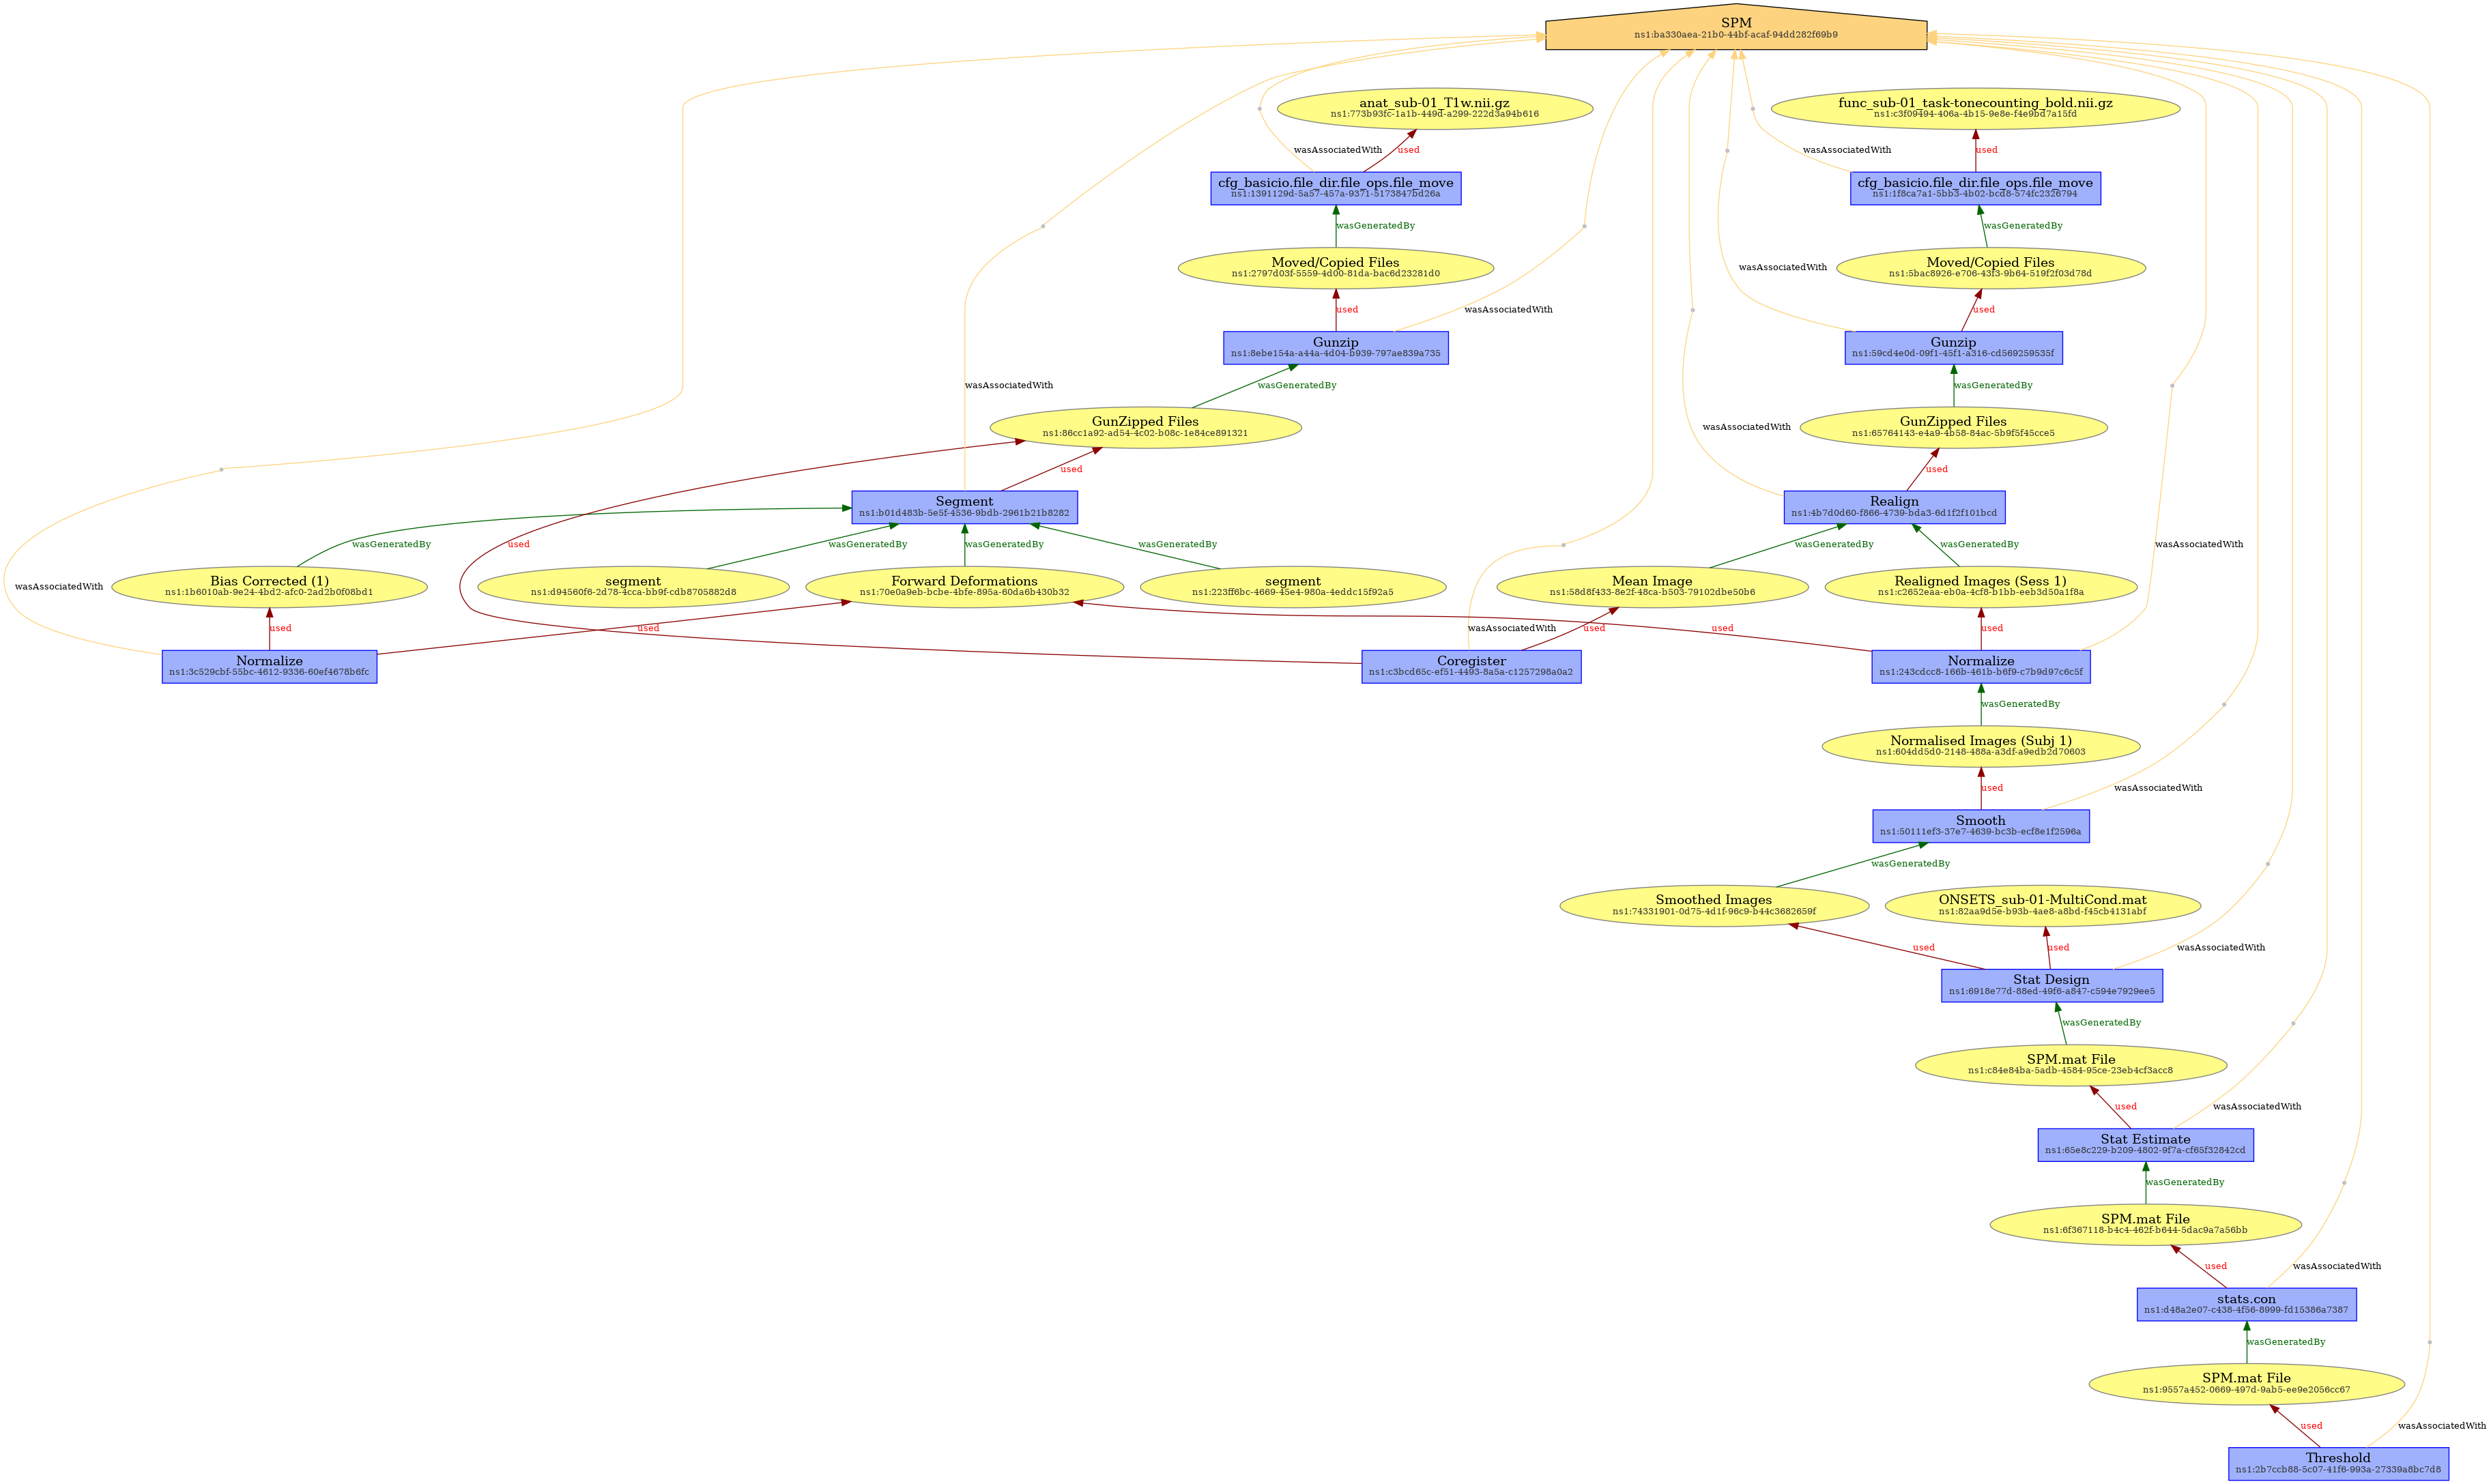 SPM
ns1:ba330aea-21b0-44bf-acaf-94dd282f69b9
anat_sub-01_T1w.nii.gz
ns1:773b93fc-1a1b-449d-a299-222d3a94b616
func_sub-01_task-tonecounting_bold.nii.gz
ns1:c3f09494-406a-4b15-9e8e-f4e9bd7a15fd
wasAssociatedWith
used
wasAssociatedWith
used
cfg_basicio.file_dir.file_ops.file_move
ns1:1391129d-5a57-457a-9371-5173847bd26a
cfg_basicio.file_dir.file_ops.file_move
ns1:1f8ca7a1-5bb3-4b02-bcd8-574fc2326794
wasGeneratedBy
wasGeneratedBy
Moved/Copied Files
ns1:2797d03f-5559-4d00-81da-bac6d23281d0
wasAssociatedWith
Moved/Copied Files
ns1:5bac8926-e706-43f3-9b64-519f2f03d78d
used
wasAssociatedWith
used
Gunzip
ns1:8ebe154a-a44a-4d04-b939-797ae839a735
Gunzip
ns1:59cd4e0d-09f1-45f1-a316-cd569259535f
wasAssociatedWith
wasGeneratedBy
wasGeneratedBy
GunZipped Files
ns1:86cc1a92-ad54-4c02-b08c-1e84ce891321
wasAssociatedWith
GunZipped Files
ns1:65764143-e4a9-4b58-84ac-5b9f5f45cce5
used
used
Segment
ns1:b01d483b-5e5f-4536-9bdb-2961b21b8282
Realign
ns1:4b7d0d60-f866-4739-bda3-6d1f2f101bcd
wasGeneratedBy
used
wasGeneratedBy
wasGeneratedBy
wasGeneratedBy
wasGeneratedBy
wasGeneratedBy
wasAssociatedWith
wasAssociatedWith
Bias Corrected (1)
ns1:1b6010ab-9e24-4bd2-afc0-2ad2b0f08bd1
segment
ns1:d94560f6-2d78-4cca-bb9f-cdb8705882d8
Forward Deformations
ns1:70e0a9eb-bcbe-4bfe-895a-60da6b430b32
segment
ns1:223ff6bc-4669-45e4-980a-4eddc15f92a5
Mean Image
ns1:58d8f433-8e2f-48ca-b503-79102dbe50b6
Realigned Images (Sess 1)
ns1:c2652eaa-eb0a-4cf8-b1bb-eeb3d50a1f8a
used
used
wasAssociatedWith
used
used
used
Normalize
ns1:3c529cbf-55bc-4612-9336-60ef4678b6fc
Coregister
ns1:c3bcd65c-ef51-4493-8a5a-c1257298a0a2
Normalize
ns1:243cdcc8-166b-461b-b6f9-c7b9d97c6c5f
wasGeneratedBy
Normalised Images (Subj 1)
ns1:604dd5d0-2148-488a-a3df-a9edb2d70603
used
wasAssociatedWith
Smooth
ns1:50111ef3-37e7-4639-bc3b-ecf8e1f2596a
wasGeneratedBy
Smoothed Images
ns1:74331901-0d75-4d1f-96c9-b44c3682659f
ONSETS_sub-01-MultiCond.mat
ns1:82aa9d5e-b93b-4ae8-a8bd-f45cb4131abf
used
used
wasAssociatedWith
Stat Design
ns1:6918e77d-88ed-49f6-a847-c594e7929ee5
wasGeneratedBy
SPM.mat File
ns1:c84e84ba-5adb-4584-95ce-23eb4cf3acc8
used
wasAssociatedWith
Stat Estimate
ns1:65e8c229-b209-4802-9f7a-cf65f32842cd
wasGeneratedBy
SPM.mat File
ns1:6f367118-b4c4-462f-b644-5dac9a7a56bb
used
wasAssociatedWith
stats.con
ns1:d48a2e07-c438-4f56-8999-fd15386a7387
wasGeneratedBy
SPM.mat File
ns1:9557a452-0669-497d-9ab5-ee9e2056cc67
used
wasAssociatedWith
Threshold
ns1:2b7ccb88-5c07-41f6-993a-27339a8bc7d8